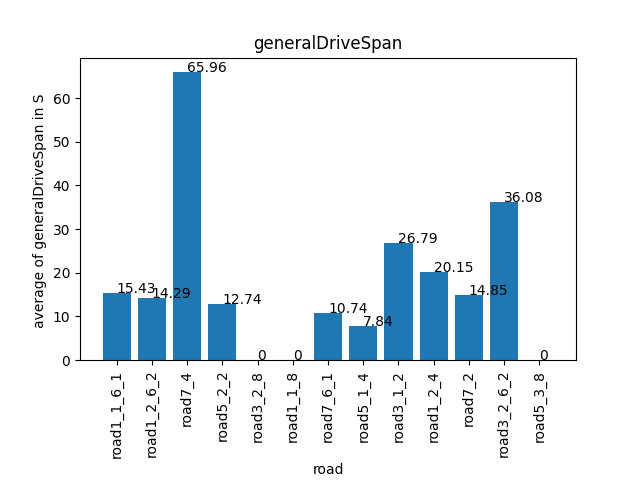 generalDriveSpan
average of generalDriveSpan in S
60
50
40
30
20
10
0
15.43
14.29
65.96
12.74
0
0
10.74
7.84
26.79
20.15
14.85
36.08
0
road1_1_6_1
road1_2_6_2
road7_4
road5_2_2
road3_2_8
road1_1_8
road7_6_1
road5_1_4
road3_1_2
road1_2_4
road7_2
road3_2_6_2
road5_3_8
road